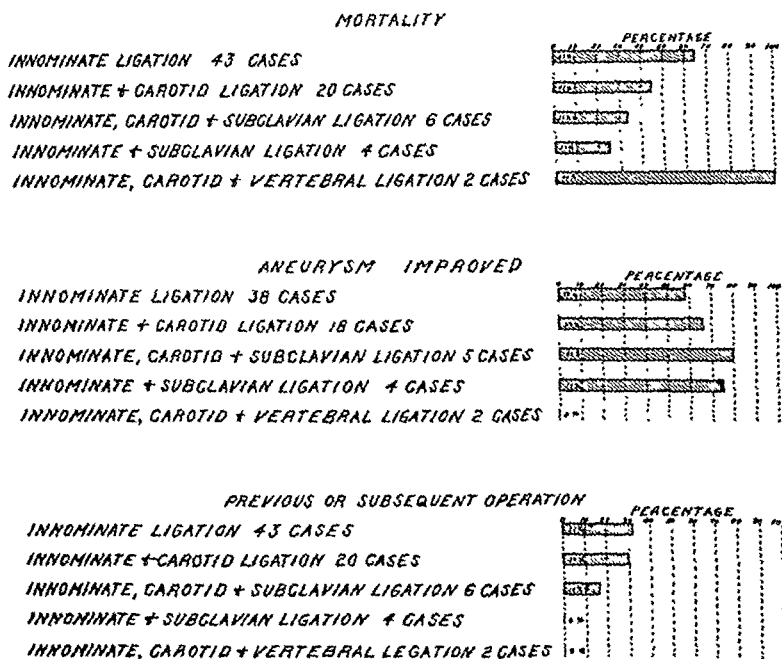 MORTALITY
PERCENTAGE
INNOMINATE LIGATION 43 CASES
INNOMINATE + CAROTID LIGATION 20 CASES
INNOMINATE, CAROTID + SUBCLAVIAN LIGATION 6 CASES
INNOMINATE + SUBCLAVIAN LIGATION 4 CASES
INNOMINATE, CAROTID + VERTEBRAL LIGATION 2 CASES
ANEURYSM IMPROVED
PERCENTAGE
INNOMINATE LIGATION 38 CASES
INNOMINATE + CAROTID LIGATION 18 CASES
INNOMINATE, CAROTID + SUBCLAVIAN LIGATION 5 CASES
INNOMINATE + SUBCLAVIAN LIGATION 4 CASES
INNOMINATE, CAROTID + VERTEBRAL LIGATION 2 CASES
PREVIOUS OR SUBSEQUENT OPERATION
PERCENTAGE
INNOMINATE LIGATION 43 CASES
INNOMINATE + CAROTID LIGATION 20 CASES
INNOMINATE, CAROTID + SUBCLAVIAN LIGATION 6 CASES
INNOMINATE + SUBCLAVIAN LIGATION 4 CASES
INNOMINATE, CAROTID + VERTEBRAL LEGATION 2 CASES